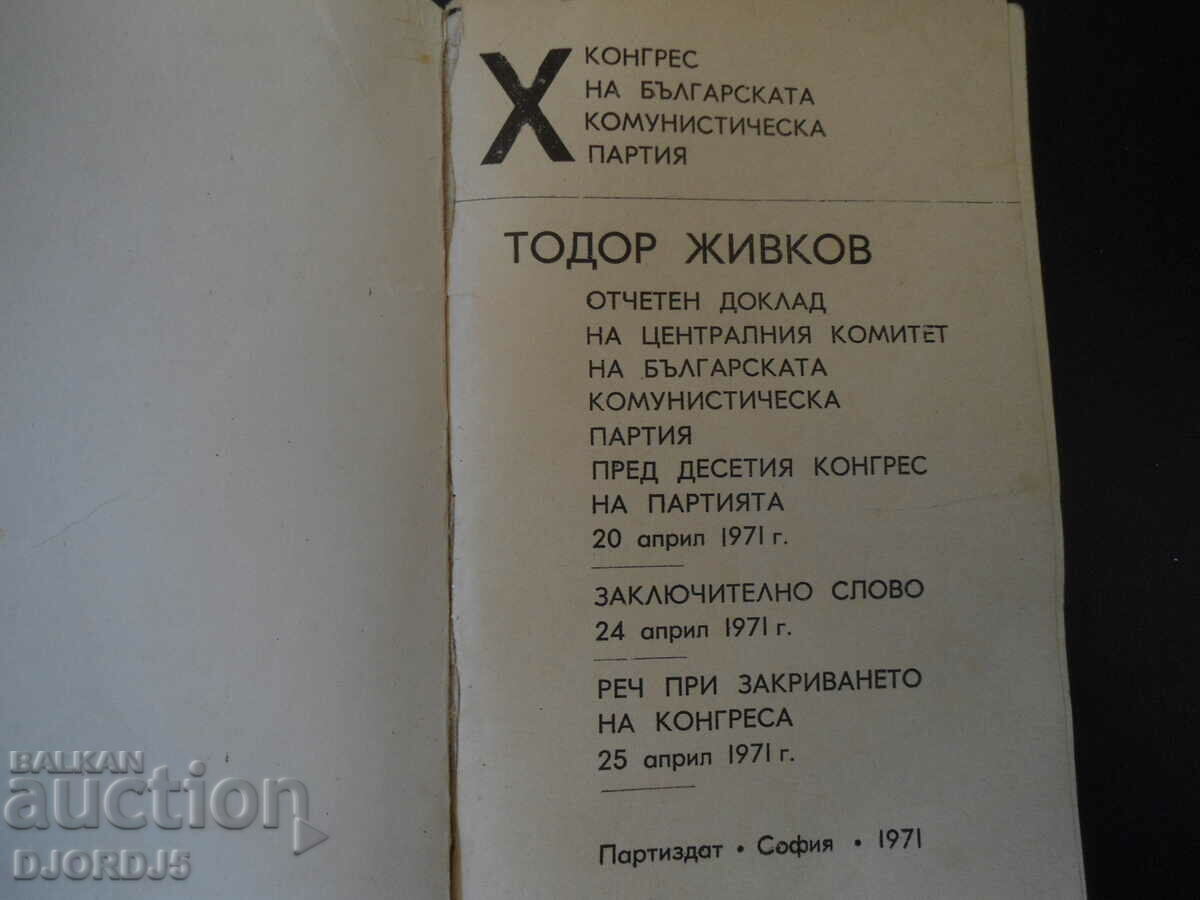 X
КОНГРЕС
НА БЪЛГАРСКАТА
КОМУНИСТИЧЕСКА
ПАРТИЯ
ТОДОР ЖИВКОВ
ОТЧЕТЕН ДОКЛАД
НА ЦЕНТРАЛНИЯ КОМИТЕТ
НА БЪЛГАРСКАТА
КОМУНИСТИЧЕСКА
ПАРТИЯ
ПРЕД ДЕСЕТИЯ КОНГРЕС
НА ПАРТИЯТА
20 април 1971 г.
ЗАКЛЮЧИТЕЛНО СЛОВО
24 април 1971 г.
РЕЧ ПРИ ЗАКРИВАНЕТО
НА КОНГРЕСА
25 април 1971 г.
Партиздат • София • 1971
BALKAN
auction
DJORDJ5